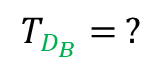 T_{D_B} = ?